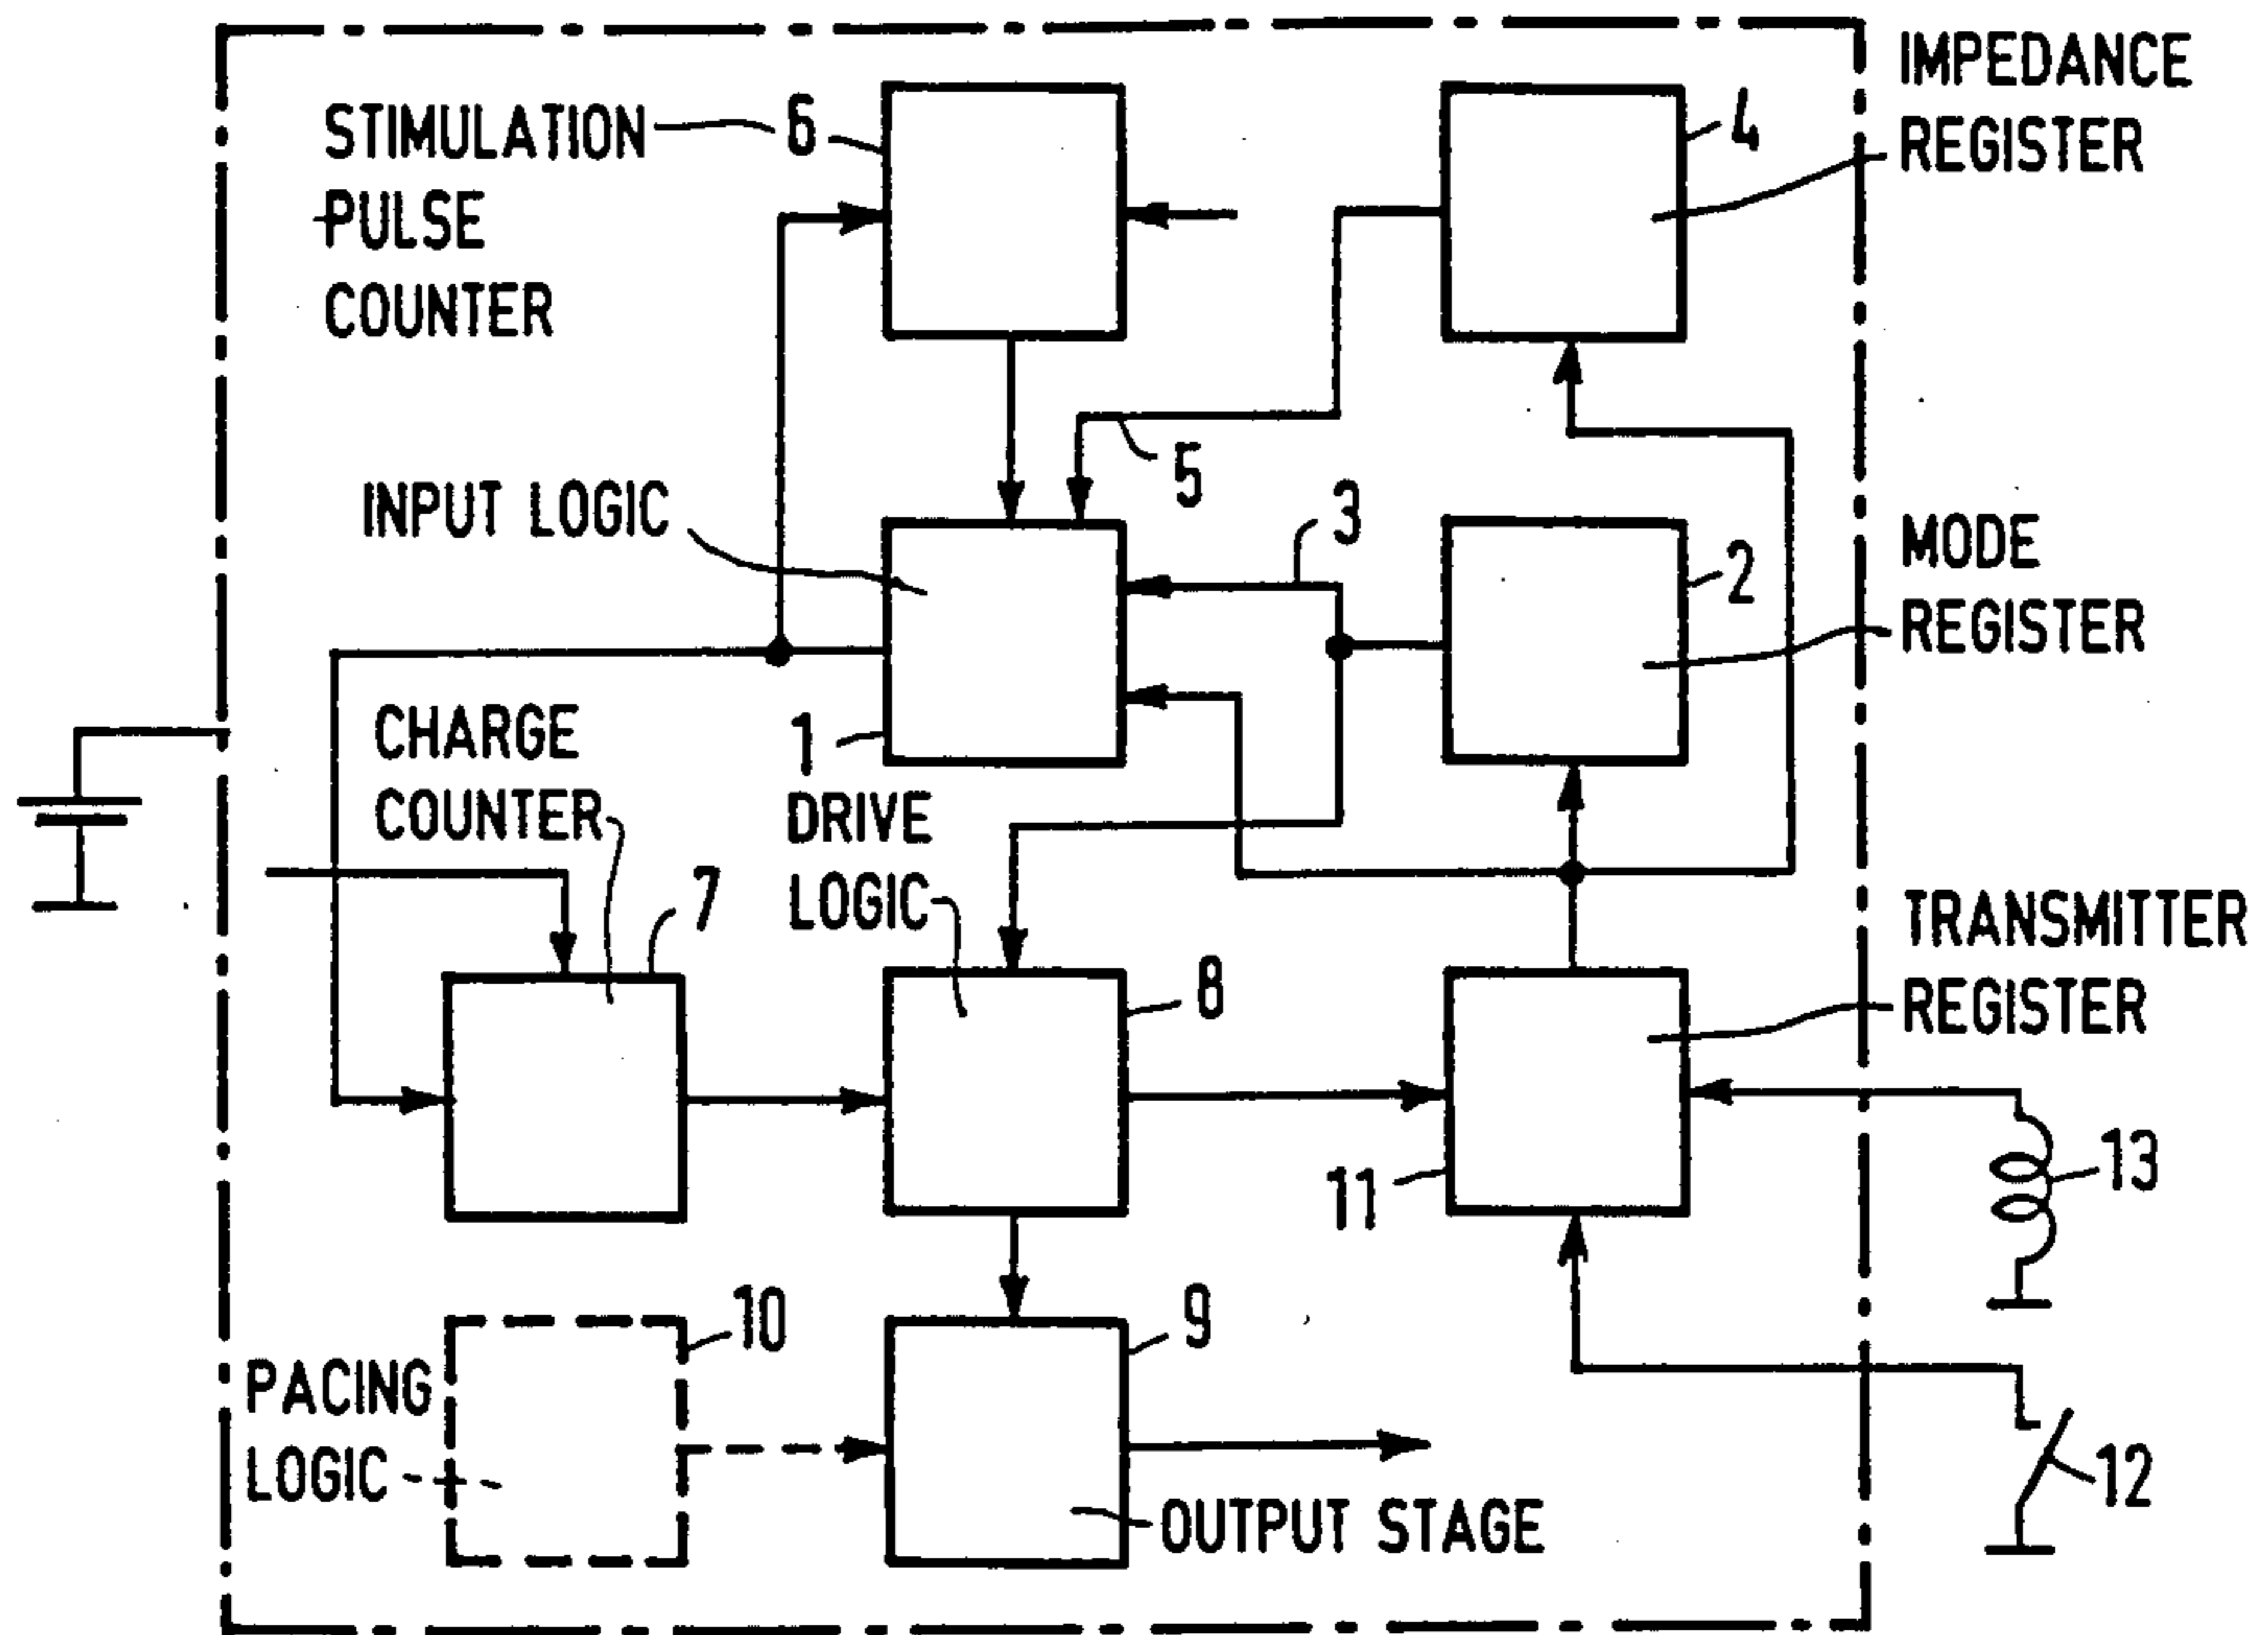 IMPEDANCE
REGISTER
4
STIMULATION
PULSE
COUNTER
6
5
3
INPUT LOGIC
MODE
REGISTER
2
CHARGE
COUNTER
1
DRIVE
LOGIC
7
TRANSMITTER
REGISTER
8
11
13
10
9
PACING
LOGIC
12
OUTPUT STAGE